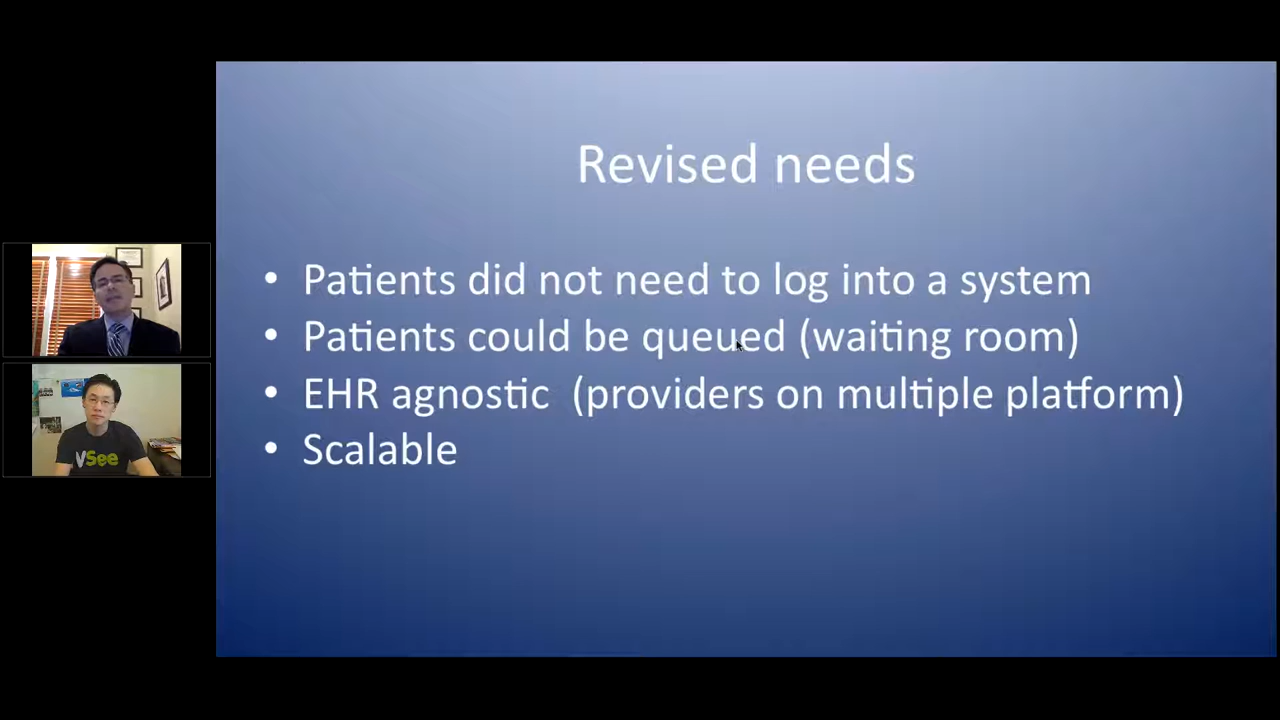 Revised needs
• Patients did not need to log into a system
• Patients could be queued (waiting room)
• EHR agnostic (providers on multiple platform)
• Scalable
VSee